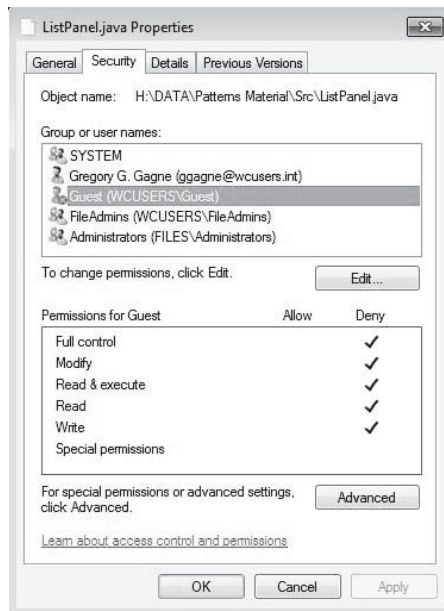 ListPanel.java Properties
General Security Details Previous Versions
Object name: H:\DATA\Patterns Material\Src\ListPanel.java
Group or user names:
SYSTEM
Gregory G. Gagne (ggagne@wcusers.int)
Guest (WCUSERS\Guest)
FileAdmins (WCUSERS\FileAdmins)
Administrators (FILES\Administrators)
To change permissions, click Edit.
Edit...
Permissions for Guest Allow Deny
Full control
Modify
Read & execute
Read
Write
Special permissions
For special permissions or advanced settings,
click Advanced.
Advanced
Learn about access control and permissions
OK Cancel Apply